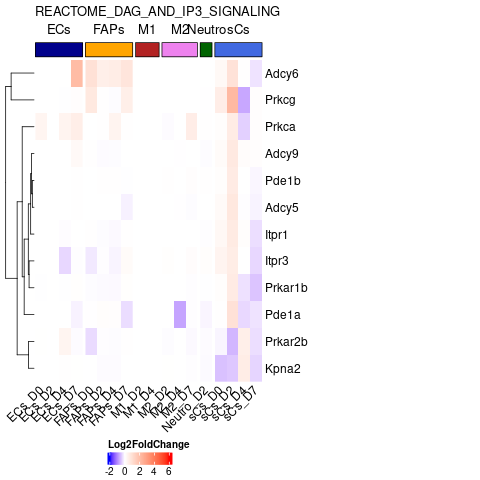 REACTOME_DAG_AND_IP3_SIGNALING
ECs FAPs M1 M2 Neutro sCs
Adcy6
Prkcg
Prkca
Adcy9
Pde1b
Adcy5
Itpr1
Itpr3
Prkar1b
Pde1a
Prkar2b
Kpna2
ECs_D0 ECs_D2 ECs_D4 ECs_D7 FAPs_D0 FAPs_D2 FAPs_D4 FAPs_D7 M1_D2 M1_D4 M2_D2 M2_D4 M2_D7 Neutro_D2 sCs_D0 sCs_D2 sCs_D4 sCs_D7
Log2FoldChange
-2 0 2 4 6